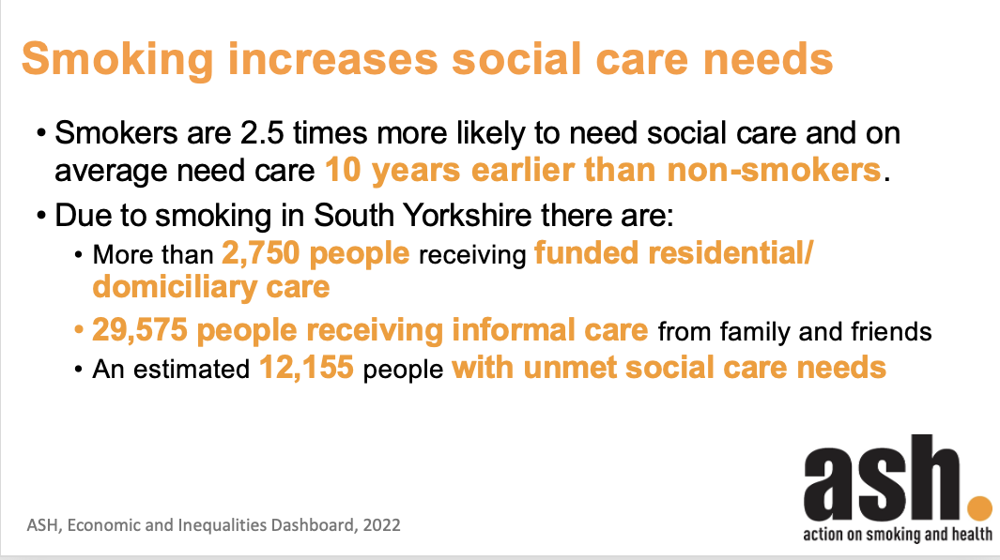 Smoking increases social care needs
• Smokers are 2.5 times more likely to need social care and on
average need care 10 years earlier than non-smokers.
• Due to smoking in South Yorkshire there are:
• More than 2,750 people receiving funded residential/
domiciliary care
• 29,575 people receiving informal care from family and friends
• An estimated 12,155 people with unmet social care needs
ASH, Economic and Inequalities Dashboard, 2022
ash.
action on smoking and health